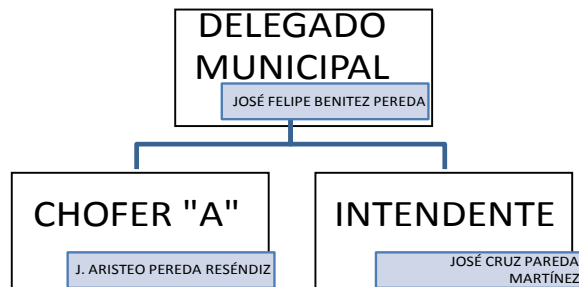 DELEGADO
MUNICIPAL
JOSÉ FELIPE BENITEZ PEREDA
CHOFER "A"
J. ARISTEO PEREDA RESÉNDIZ
INTENDENTE
JOSÉ CRUZ PAREDA
MARTÍNEZ